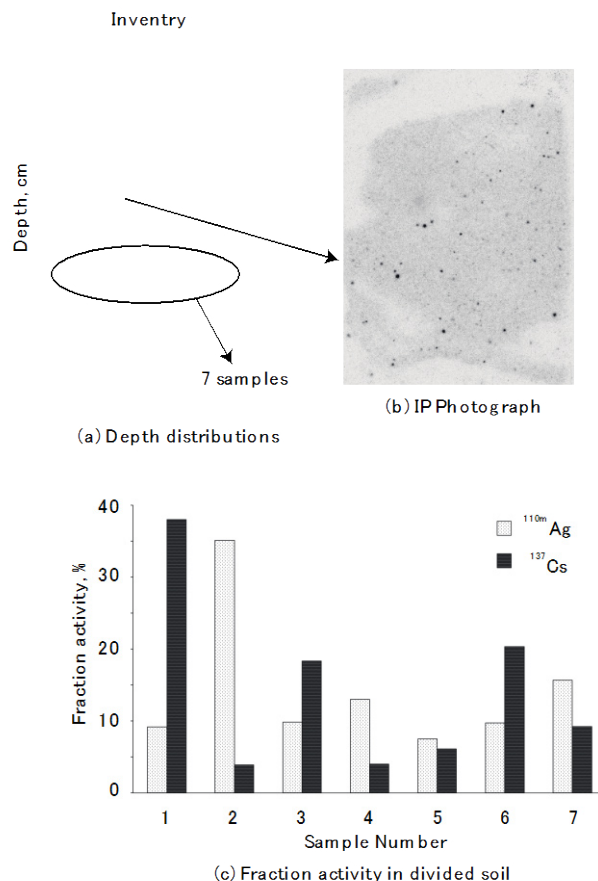 Inventry
Depth, cm
7 samples
(a) Depth distributions
(b) IP Photograph
40
30
20
10
0
Fraction activity, %
110mAg
137Cs
1 2 3 4 5 6 7
Sample Number
(c) Fraction activity in divided soil